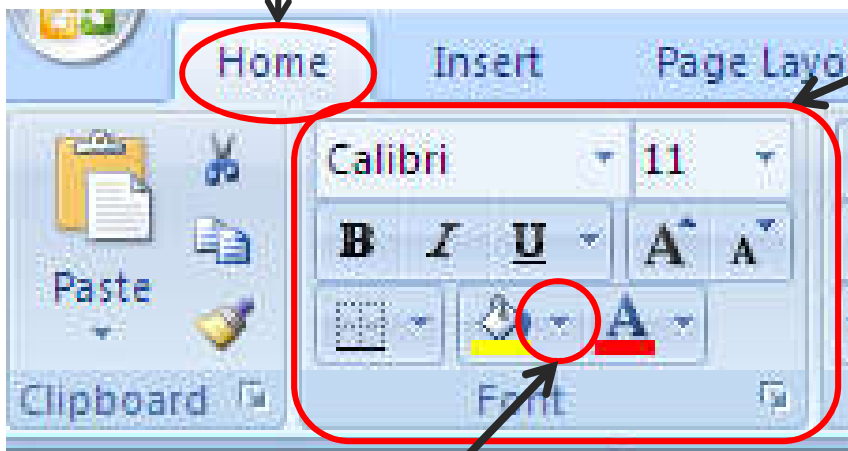 Home Insert Page Layo
Calibri 11
B I U A A
Paste
A
Clipboard Font